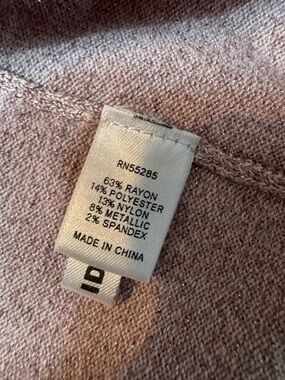 RN55285
63% RAYON
14% POLYESTER
13% NYLON
8% METALLIC
2% SPANDEX
MADE IN CHINA